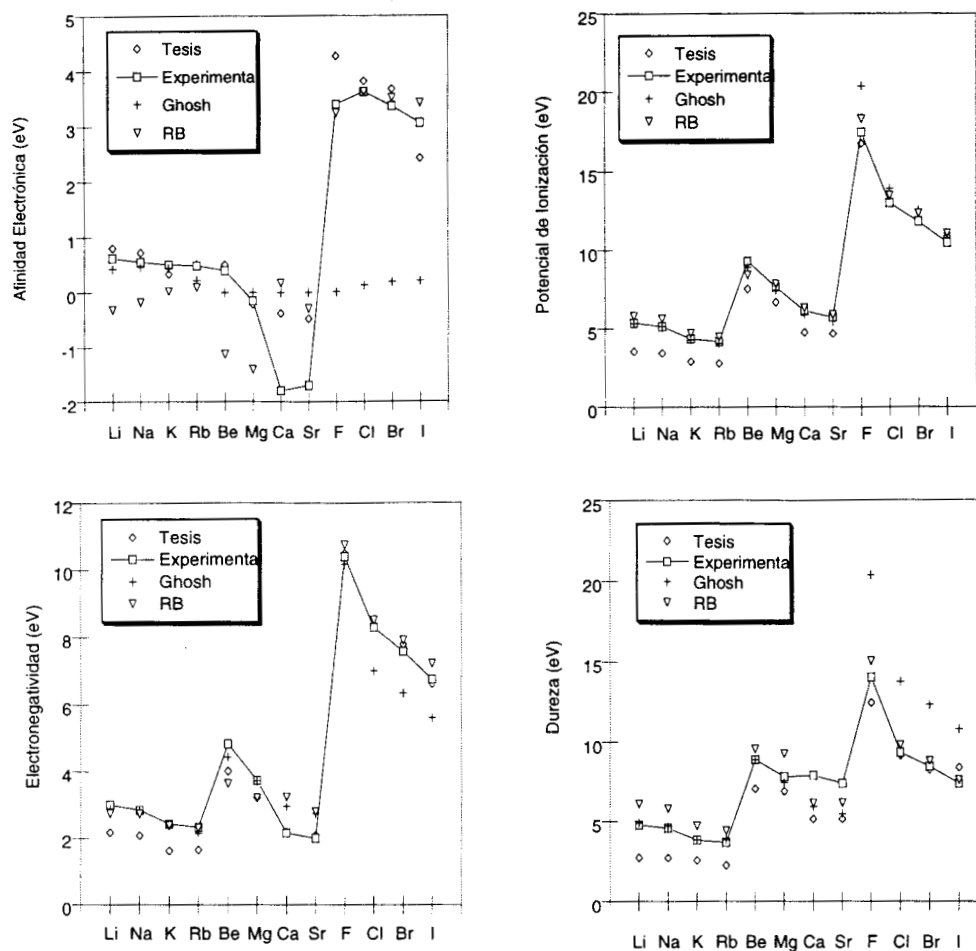 Afinidad Electrónica (eV)
5
4
3
2
1
0
-1
-2
Tesis
Experimental
Ghosh
RB
Li Na K Rb Be Mg Ca Sr F Cl Br I
Potencial de Ionización (eV)
25
20
15
10
5
0
Tesis
Experimental
Ghosh
RB
Li Na K Rb Be Mg Ca Sr F Cl Br I
Electronegatividad (eV)
12
10
8
6
4
2
0
Tesis
Experimental
Ghosh
RB
Li Na K Rb Be Mg Ca Sr F Cl Br I
Dureza (eV)
25
20
15
10
5
0
Tesis
Experimental
Ghosh
RB
Li Na K Rb Be Mg Ca Sr F Cl Br I